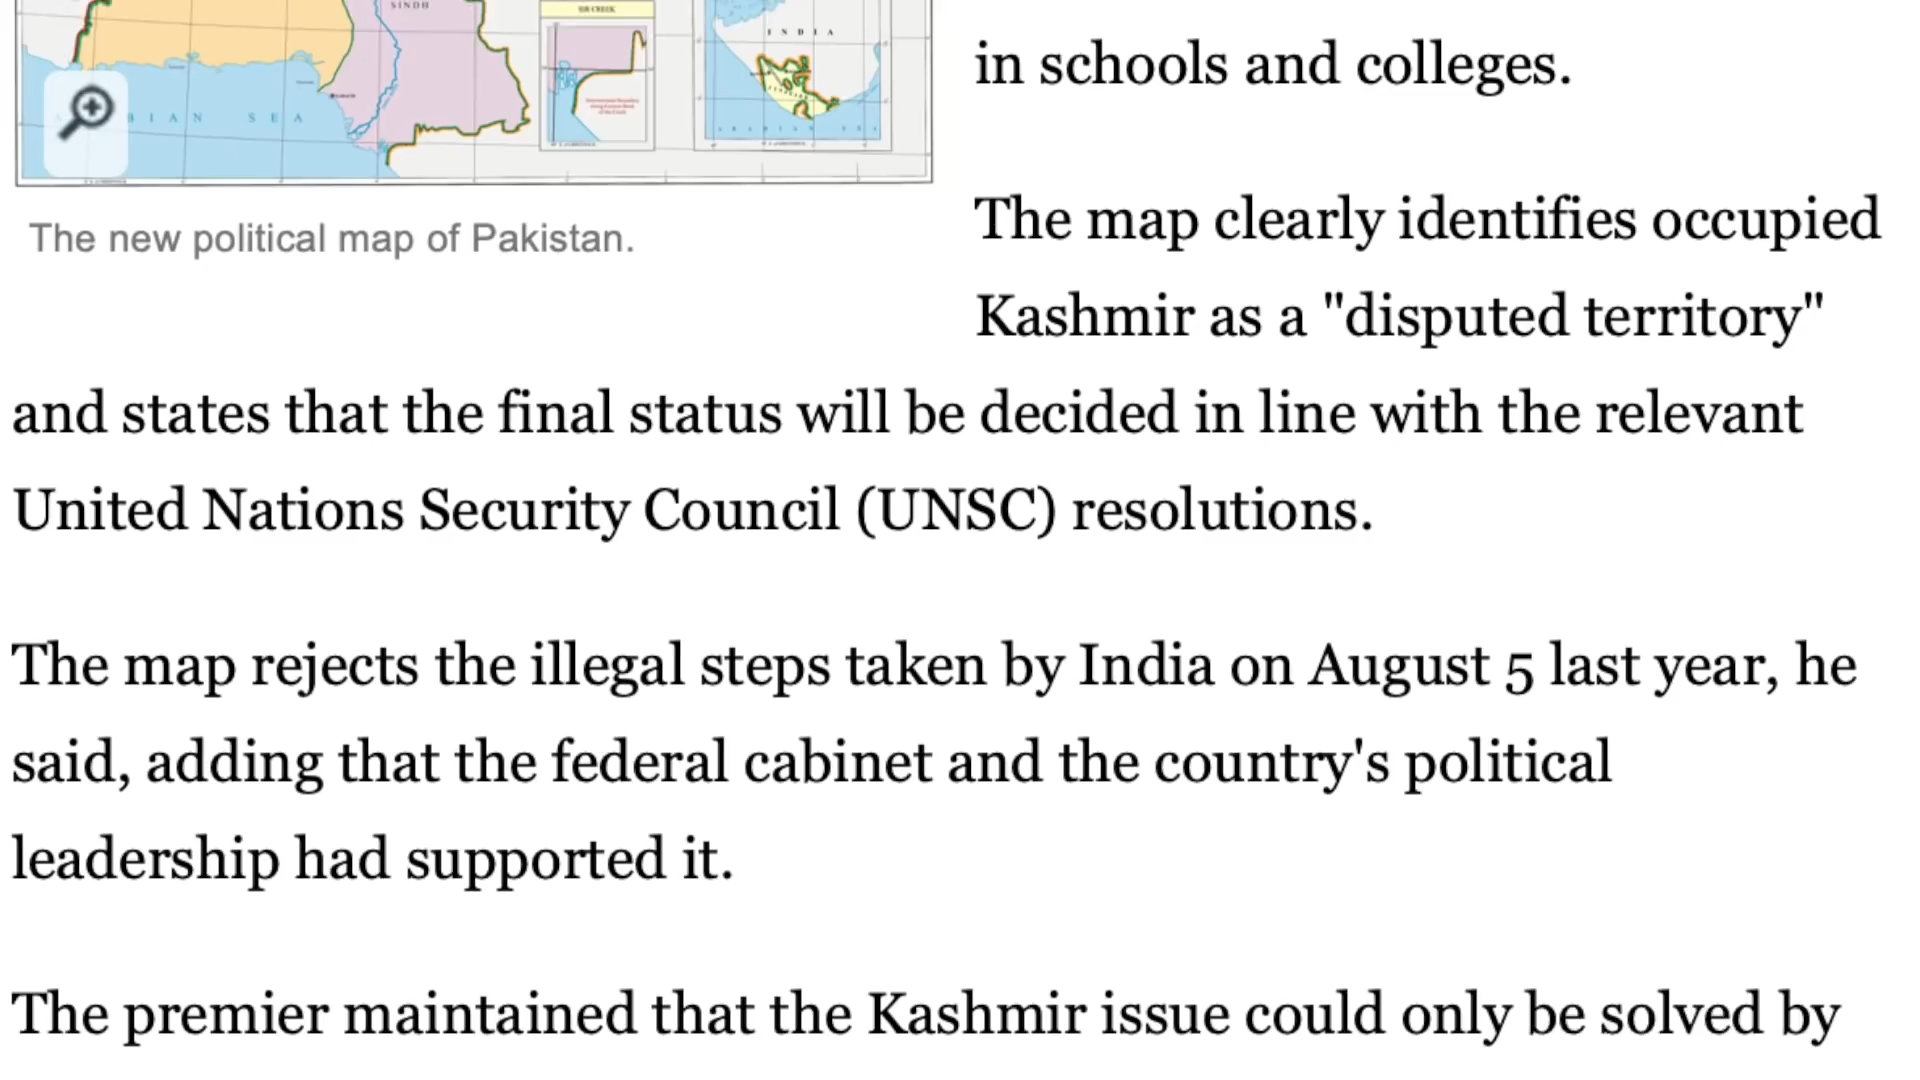 SINDH
SIR CREEK
I N D I A
in schools and colleges.
B I A N S E A
The new political map of Pakistan.
The map clearly identifies occupied
Kashmir as a "disputed territory"
and states that the final status will be decided in line with the relevant
United Nations Security Council (UNSC) resolutions.
The map rejects the illegal steps taken by India on August 5 last year, he
said, adding that the federal cabinet and the country's political
leadership had supported it.
The premier maintained that the Kashmir issue could only be solved by